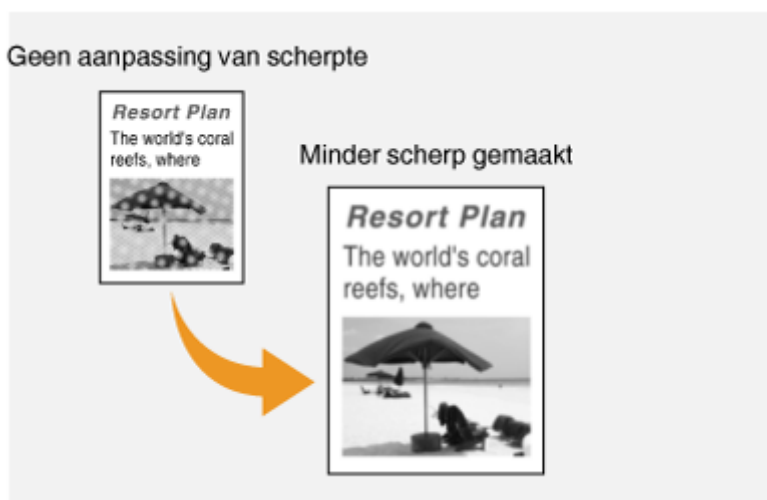 Geen aanpassing van scherpte
Resort Plan
The world's coral
reefs, where
Minder scherp gemaakt
Resort Plan
The world's coral
reefs, where